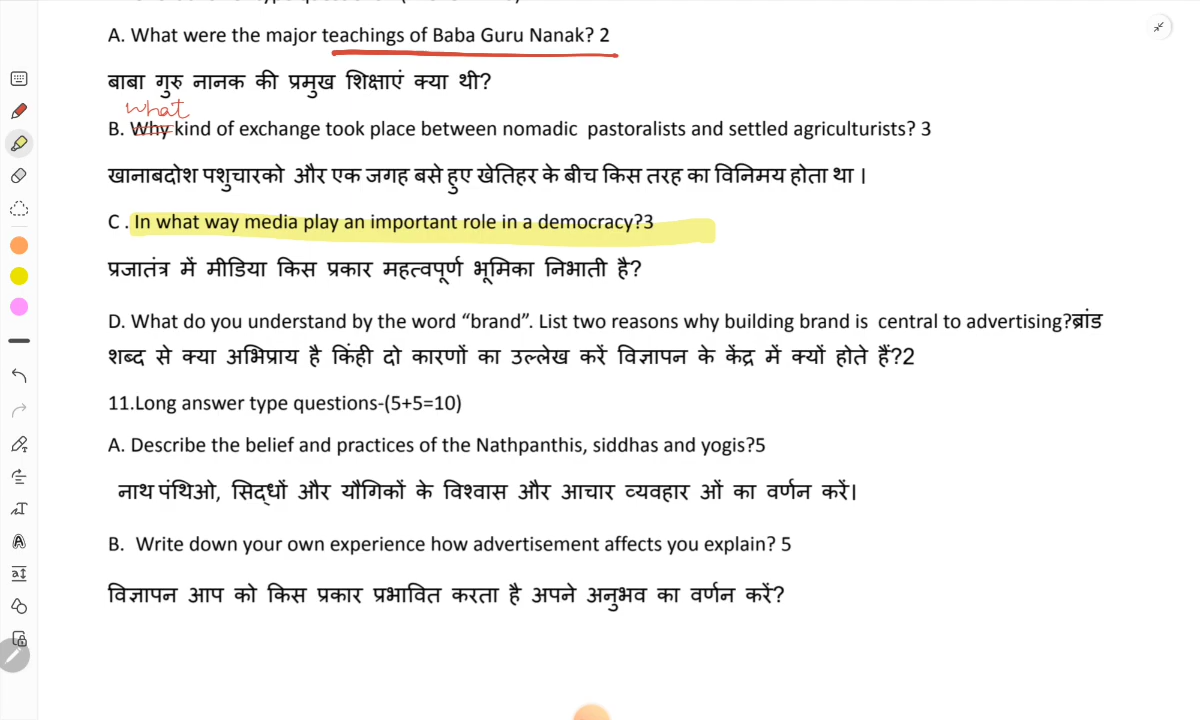 A. What were the major teachings of Baba Guru Nanak? 2
बाबा गुरु नानक की प्रमुख शिक्षाएं क्या थी?
what
B. Why kind of exchange took place between nomadic pastoralists and settled agriculturists? 3
खानाबदोश पशुचारको और एक जगह बसे हुए खेतिहर के बीच किस तरह का विनिमय होता था ।
C . In what way media play an important role in a democracy?3
प्रजातंत्र में मीडिया किस प्रकार महत्वपूर्ण भूमिका निभाती है?
D. What do you understand by the word “brand”. List two reasons why building brand is central to advertising?ब्रांड
शब्द से क्या अभिप्राय है किंही दो कारणों का उल्लेख करें विज्ञापन के केंद्र में क्यों होते हैं?2
11.Long answer type questions-(5+5=10)
A. Describe the belief and practices of the Nathpanthis, siddhas and yogis?5
नाथ पंथिओ, सिद्धों और यौगिकों के विश्वास और आचार व्यवहार ओं का वर्णन करें।
B. Write down your own experience how advertisement affects you explain? 5
विज्ञापन आप को किस प्रकार प्रभावित करता है अपने अनुभव का वर्णन करें?